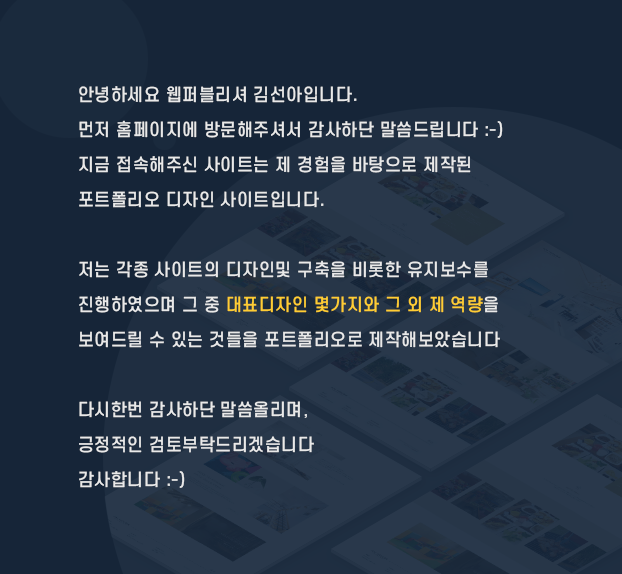 안녕하세요 웹퍼블리셔 김선아입니다.
먼저 홈페이지에 방문해주셔서 감사하단 말씀드립니다 :-)
지금 접속해주신 사이트는 제 경험을 바탕으로 제작된
포트폴리오 디자인 사이트입니다.
저는 각종 사이트의 디자인및 구축을 비롯한 유지보수를
진행하였으며 그 중 대표디자인 몇가지와 그 외 제 역량을
보여드릴 수 있는 것들을 포트폴리오로 제작해보았습니다
다시한번 감사하단 말씀올리며,
긍정적인 검토부탁드리겠습니다
감사합니다 :-)